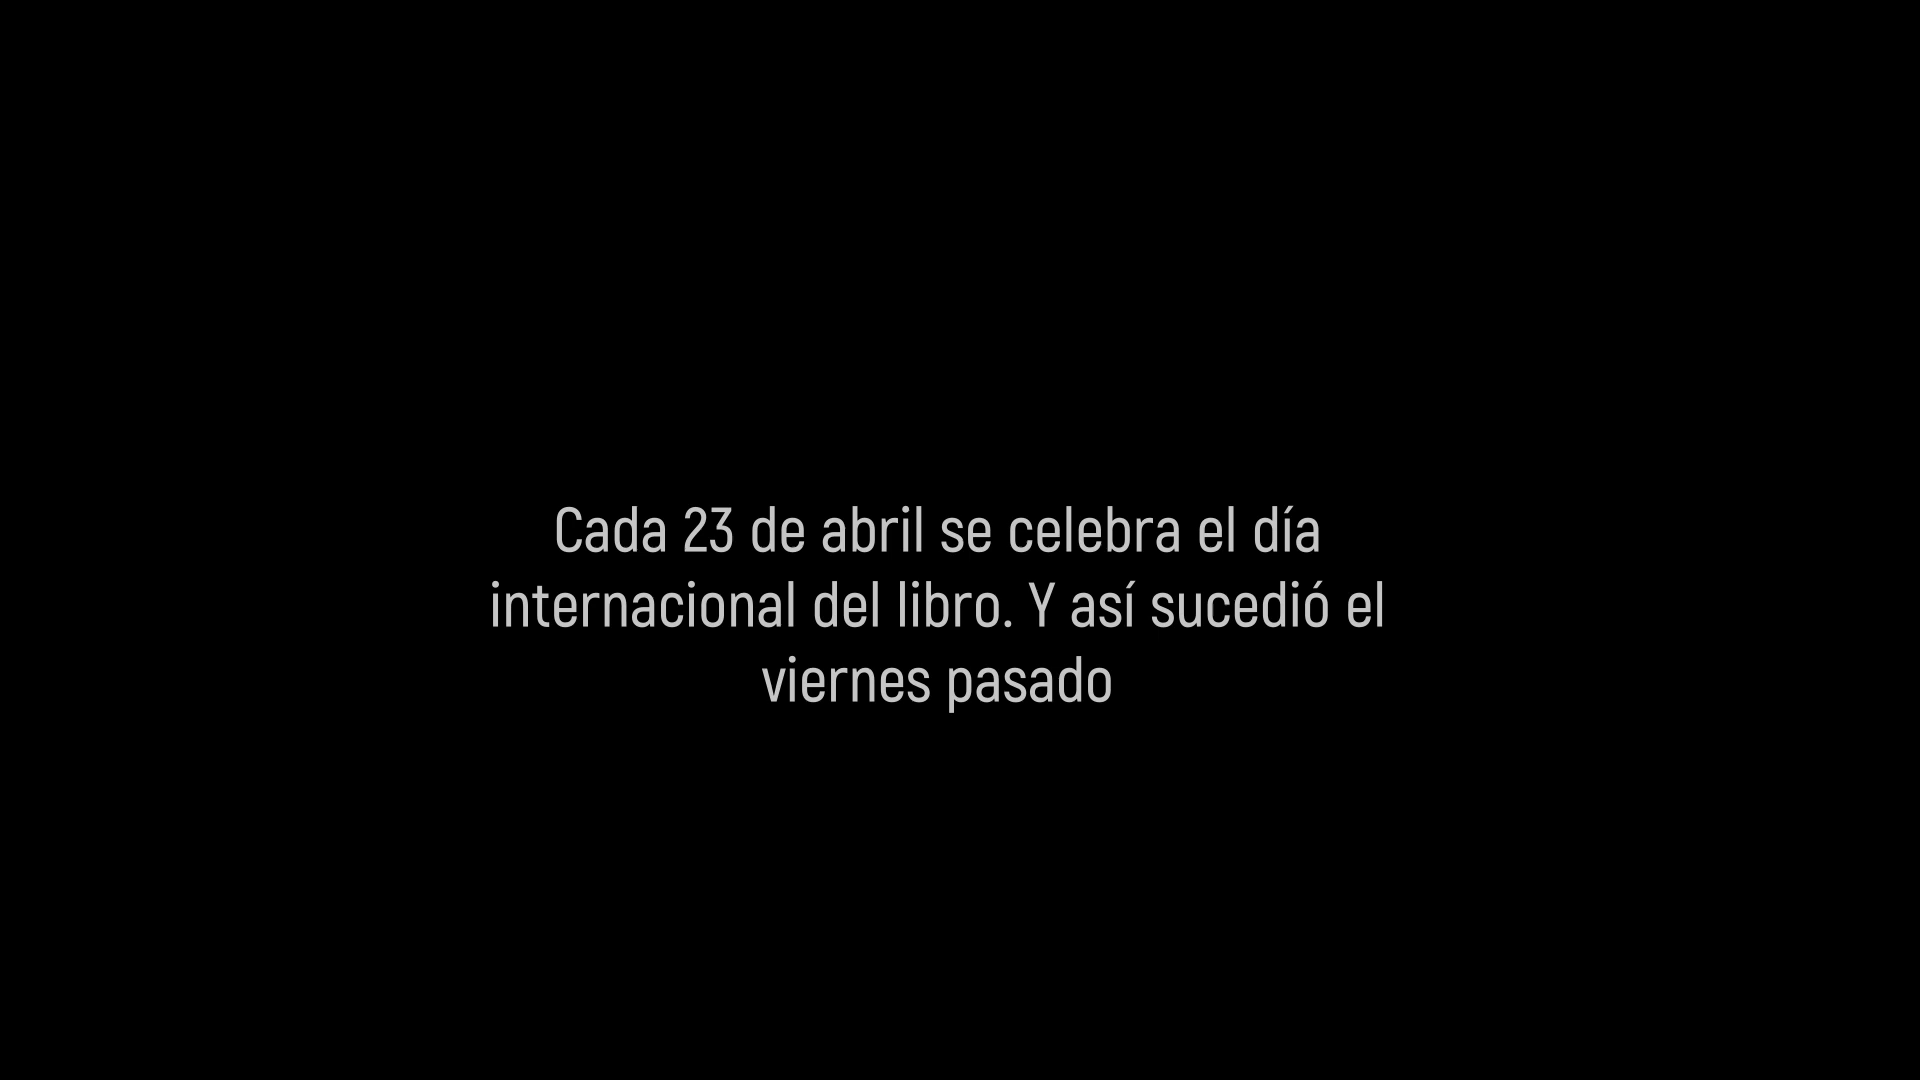 Cada 23 de abril se celebra el día
internacional del libro. Y así sucedió el
viernes pasado